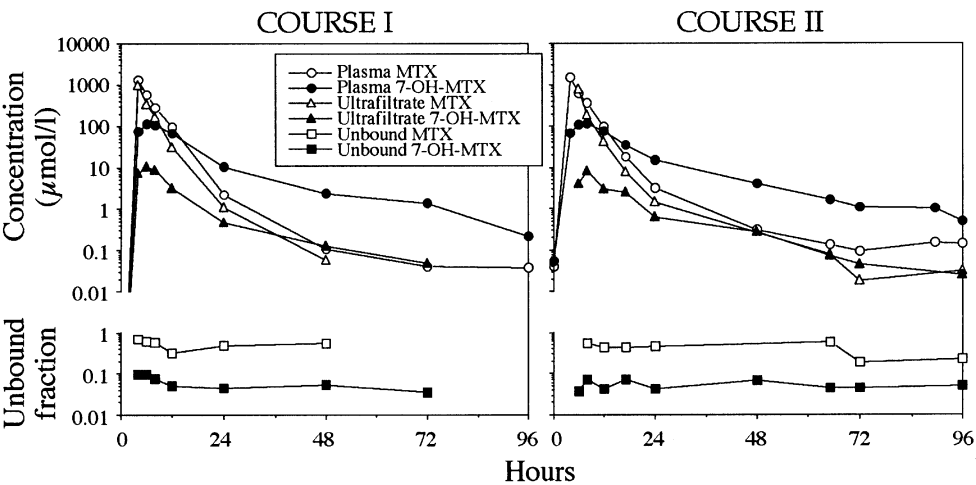 COURSE I
COURSE II
Concentration
(µmol/l)
10000
1000
100
10
1
0.1
0.01
Plasma MTX
Plasma 7-OH-MTX
Ultrafiltrate MTX
Ultrafiltrate 7-OH-MTX
Unbound MTX
Unbound 7-OH-MTX
Unbound
fraction
1
0.1
0.01
0 24 48 72 96
0 24 48 72 96
Hours